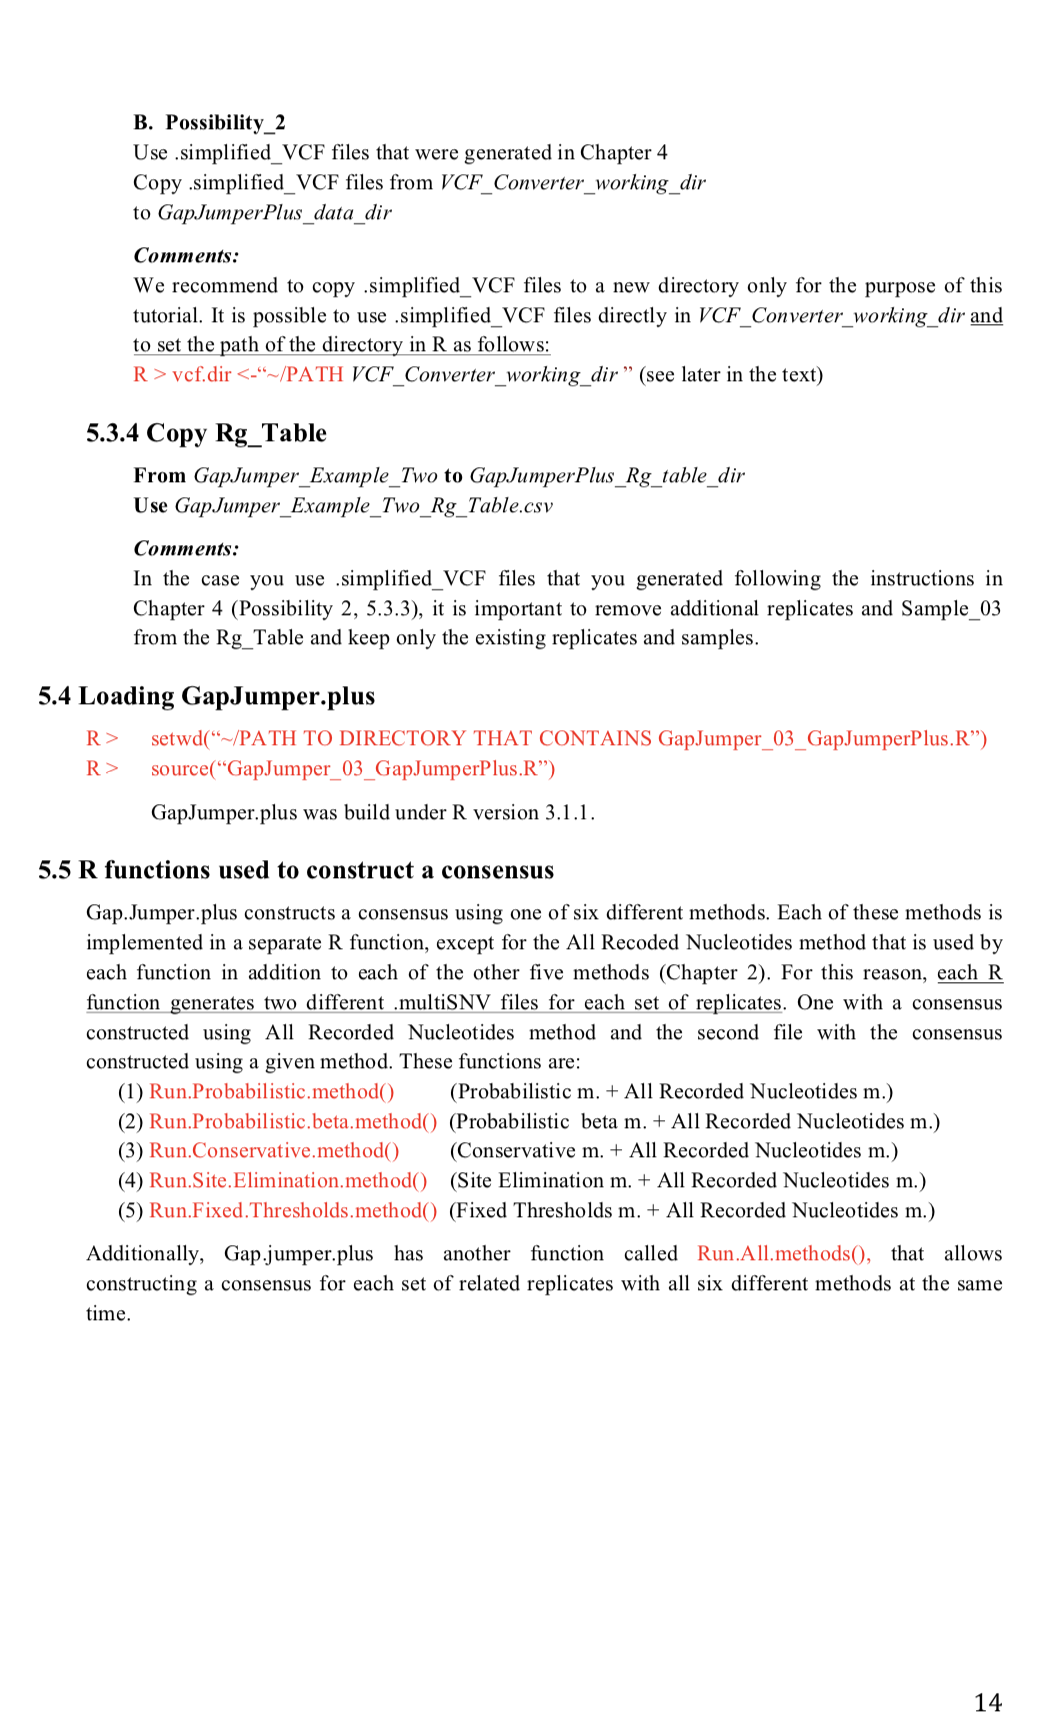 B. Possibility_2
Use .simplified_VCF files that were generated in Chapter 4
Copy .simplified_VCF files from VCF_Converter_working_dir
to GapJumperPlus_data_dir
Comments:
We recommend to copy .simplified_VCF files to a new directory only for the purpose of this
tutorial. It is possible to use .simplified_VCF files directly in VCF_Converter_working_dir and
to set the path of the directory in R as follows:
R > vcf.dir <-“~/PATH VCF_Converter_working_dir ” (see later in the text)
5.3.4 Copy Rg_Table
From GapJumper_Example_Two to GapJumperPlus_Rg_table_dir
Use GapJumper_Example_Two_Rg_Table.csv
Comments:
In the case you use .simplified_VCF files that you generated following the instructions in
Chapter 4 (Possibility 2, 5.3.3), it is important to remove additional replicates and Sample_03
from the Rg_Table and keep only the existing replicates and samples.
5.4 Loading GapJumper.plus
R > setwd(“~/PATH TO DIRECTORY THAT CONTAINS GapJumper_03_GapJumperPlus.R”)
R > source(“GapJumper_03_GapJumperPlus.R”)
GapJumper.plus was build under R version 3.1.1.
5.5 R functions used to construct a consensus
Gap.Jumper.plus constructs a consensus using one of six different methods. Each of these methods is
implemented in a separate R function, except for the All Recoded Nucleotides method that is used by
each function in addition to each of the other five methods (Chapter 2). For this reason, each R
function generates two different .multiSNV files for each set of replicates. One with a consensus
constructed using All Recorded Nucleotides method and the second file with the consensus
constructed using a given method. These functions are:
(1) Run.Probabilistic.method() (Probabilistic m. + All Recorded Nucleotides m.)
(2) Run.Probabilistic.beta.method() (Probabilistic beta m. + All Recorded Nucleotides m.)
(3) Run.Conservative.method() (Conservative m. + All Recorded Nucleotides m.)
(4) Run.Site.Elimination.method() (Site Elimination m. + All Recorded Nucleotides m.)
(5) Run.Fixed.Thresholds.method() (Fixed Thresholds m. + All Recorded Nucleotides m.)
Additionally, Gap.jumper.plus has another function called Run.All.methods(), that allows
constructing a consensus for each set of related replicates with all six different methods at the same
time.
14